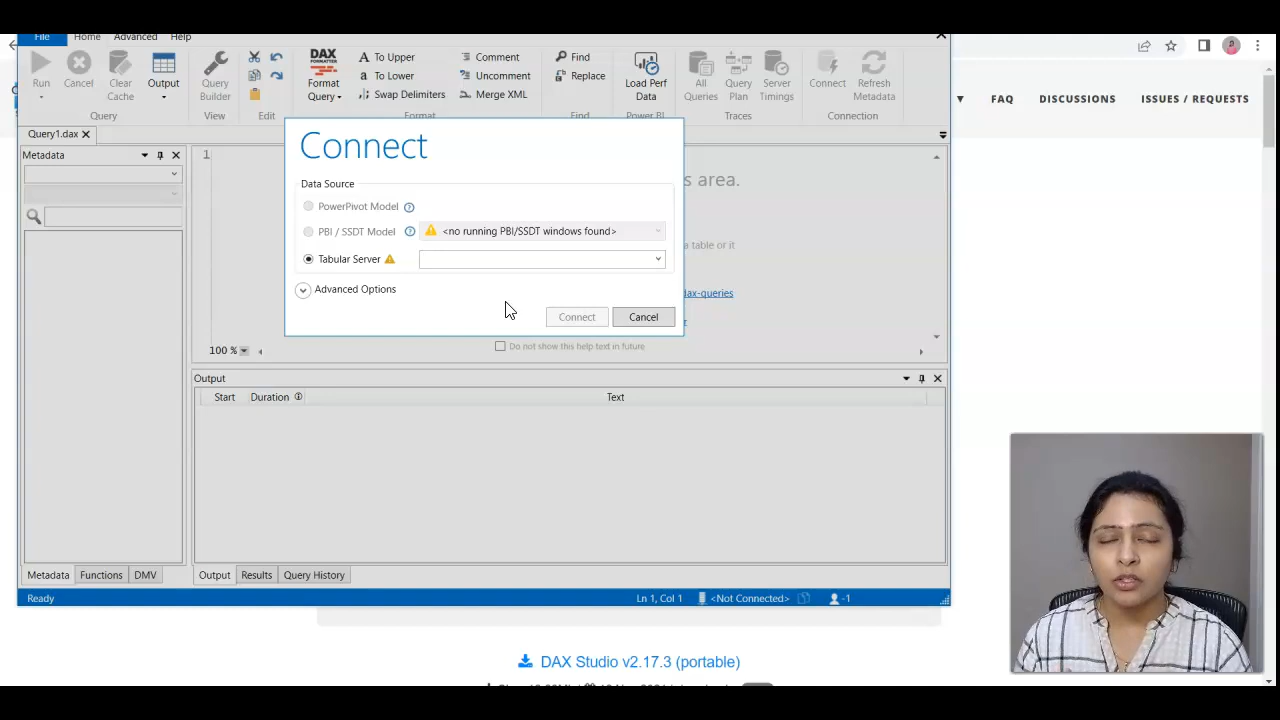 File Home Advanced Help
Run Cancel Clear Cache Output Query Builder
DAX FORMATTER Format Query
To Upper
To Lower
Swap Delimiters
Comment
Uncomment
Merge XML
Find
Replace
Load Perf Data
All Queries Query Plan Server Timings
Connect Refresh Metadata
Query View Edit Format Find Power BI Traces Connection
FAQ DISCUSSIONS ISSUES / REQUESTS
Query1.dax
Metadata
1
s area.
a table or it
dax-queries
Connect
Data Source
PowerPivot Model
PBI / SSDT Model <no running PBI/SSDT windows found>
Tabular Server
Advanced Options
Connect Cancel
Do not show this help text in future
100 %
Output
Start Duration Text
Metadata Functions DMV
Output Results Query History
Ready Ln 1, Col 1 <Not Connected> -1
DAX Studio v2.17.3 (portable)